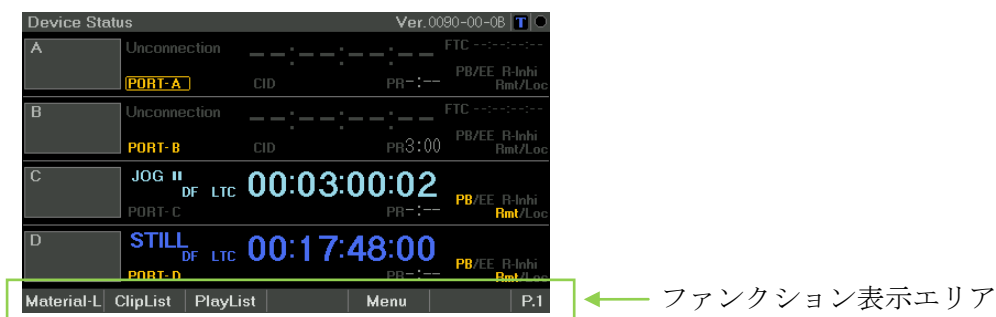 Device Status Ver.0090-00-0B T
A Unconnection --:--:--:-- FTC --:--:--:--
PB/EE R-Inhi
PORT-A CID PR-:-- Rmt/Loc
B Unconnection --:--:--:-- FTC --:--:--:--
PB/EE R-Inhi
PORT-B CID PR3:00 Rmt/Loc
C JOG DF LTC 00:03:00:02
PB/EE R-Inhi
PORT-C PR-:-- Rmt/Loc
D STILL DF LTC 00:17:48:00
PB/EE R-Inhi
PORT-D PR-:-- Rmt/Loc
Material-L ClipList PlayList Menu P.1
ファンクション表示エリア